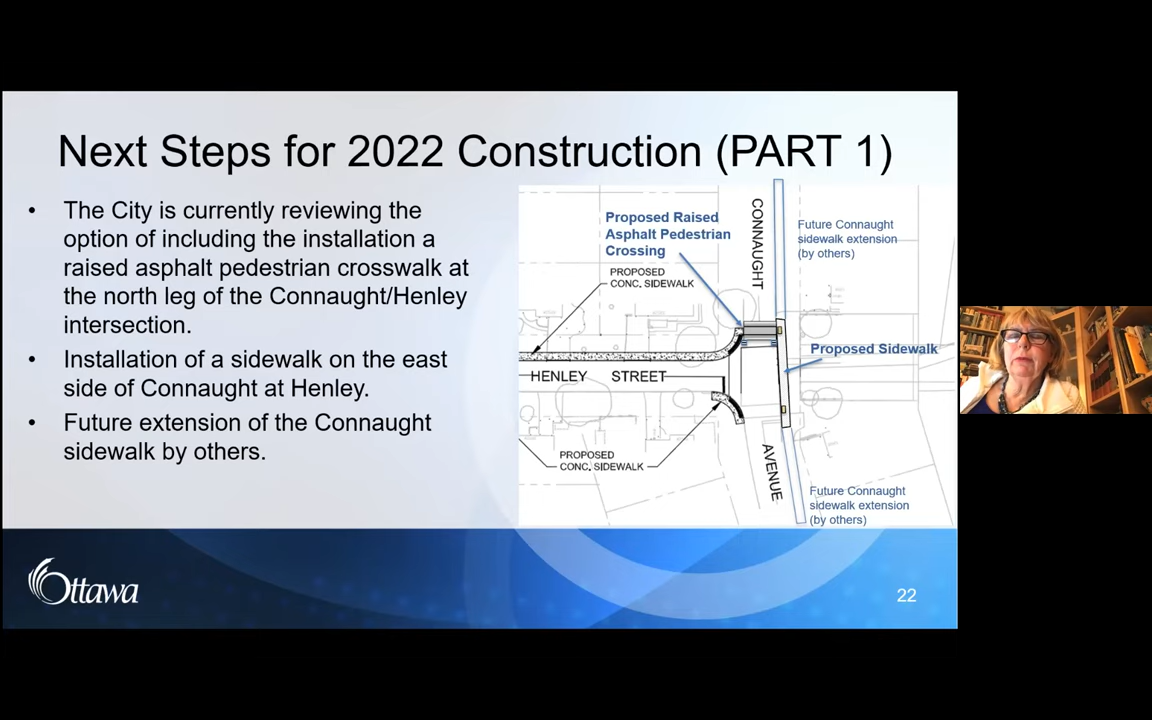 Next Steps for 2022 Construction (PART 1)
• The City is currently reviewing the
option of including the installation a
raised asphalt pedestrian crosswalk at
the north leg of the Connaught/Henley
intersection.
• Installation of a sidewalk on the east
side of Connaught at Henley.
• Future extension of the Connaught
sidewalk by others.
Proposed Raised
Asphalt Pedestrian
Crossing
PROPOSED
CONC. SIDEWALK
CONNAUGHT
Future Connaught
sidewalk extension
(by others)
Proposed Sidewalk
HENLEY STREET
PROPOSED
CONC. SIDEWALK
AVENUE
Future Connaught
sidewalk extension
(by others)
Ottawa
22